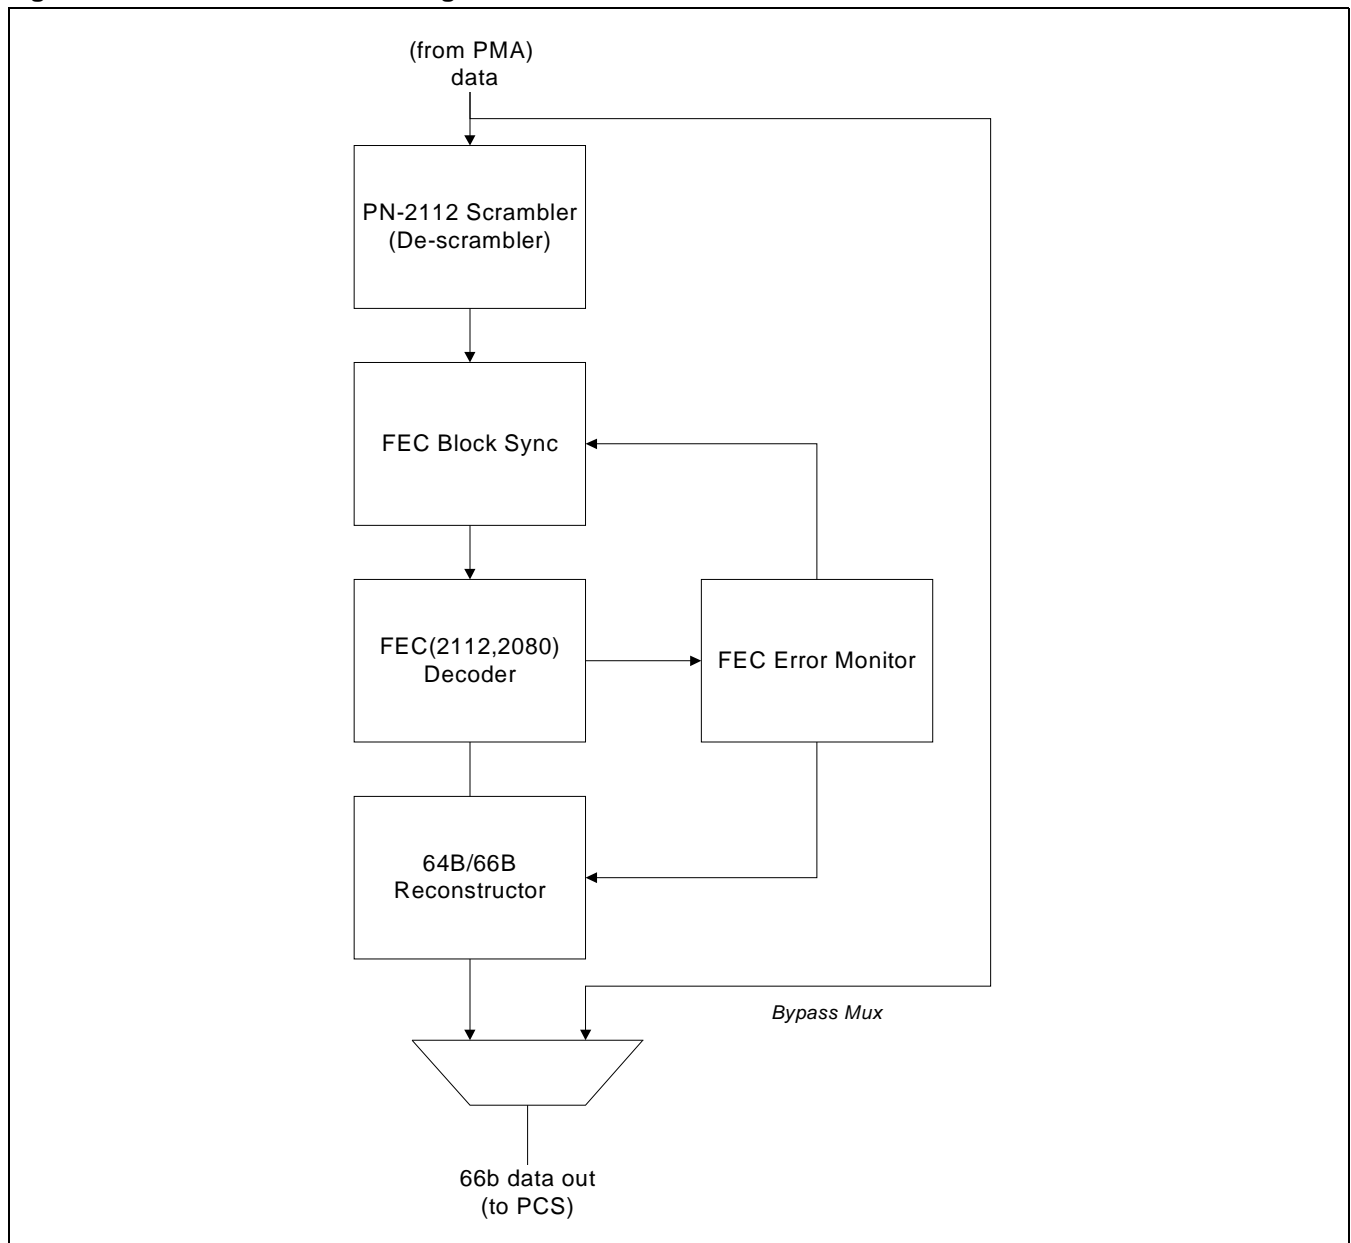 (from PMA)
data
PN-2112 Scrambler
(De-scrambler)
FEC Block Sync
FEC(2112,2080)
Decoder
FEC Error Monitor
64B/66B
Reconstructor
Bypass Mux
66b data out
(to PCS)